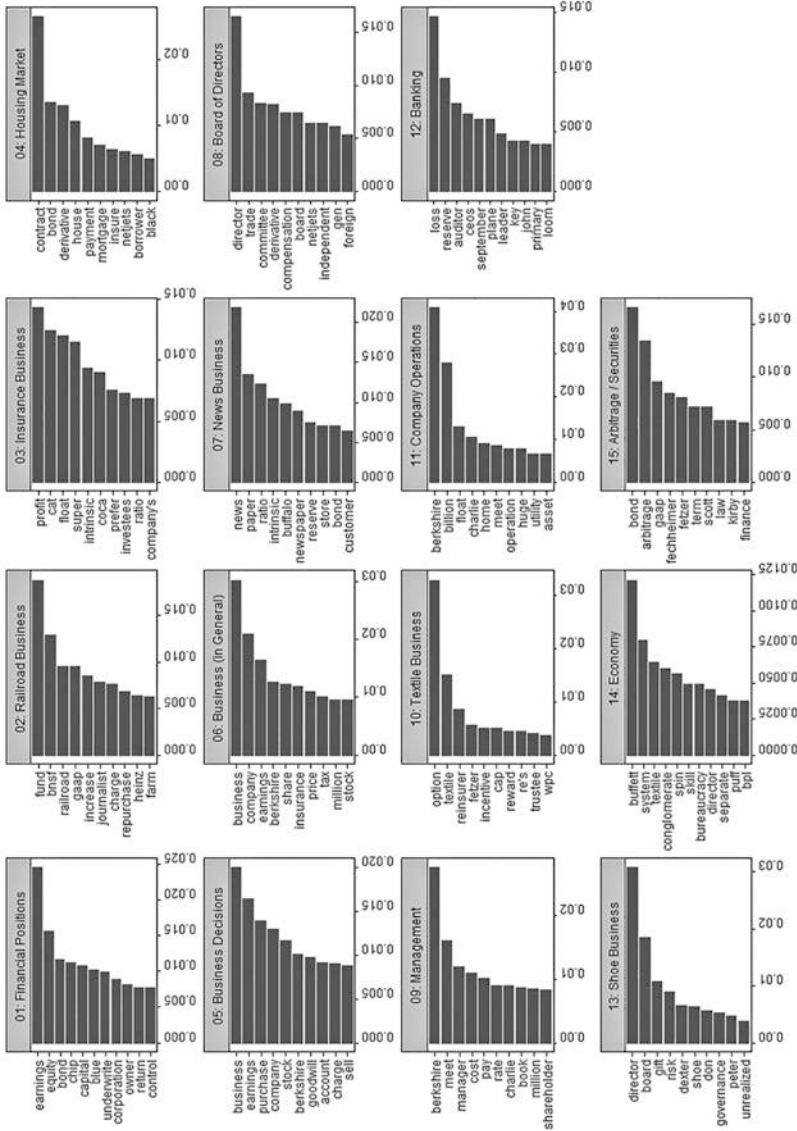 01: Financial Positions
earnings
equity
bond
chip
capital
blue
underwrite
corporation
owner
return
control
0.000 0.005 0.010 0.015 0.020 0.025
02: Railroad Business
fund
bnsf
railroad
gaap
increase
journalist
charge
repurchase
heinz
farm
0.000 0.005 0.010 0.015
03: Insurance Business
profit
cat
float
super
intrinsic
coca
prefer
investees
ratio
company's
0.000 0.005 0.010 0.015
04: Housing Market
contract
bond
derivative
house
payment
mortgage
insure
netjets
borrower
black
0.00 0.01 0.02
05: Business Decisions
business
earnings
purchase
company
stock
berkshire
goodwill
account
charge
sell
0.000 0.005 0.010 0.015 0.020
06: Business (in General)
business
company
earnings
berkshire
share
insurance
price
tax
million
stock
0.00 0.01 0.02 0.03
07: News Business
news
paper
ratio
intrinsic
buffalo
newspaper
reserve
store
bond
customer
0.000 0.005 0.010 0.015 0.020
08: Board of Directors
director
trade
committee
derivative
compensation
board
netjets
independent
gen
foreign
0.000 0.005 0.010 0.015
09: Management
berkshire
meet
manager
cost
pay
rate
charlie
book
million
shareholder
0.00 0.01 0.02
10: Textile Business
option
textile
reinsurer
fetzer
incentive
cap
reward
re's
trustee
wpc
0.00 0.01 0.02 0.03
11: Company Operations
berkshire
billion
float
charlie
home
meet
operation
huge
utility
asset
0.00 0.01 0.02 0.03 0.04
12: Banking
loss
reserve
auditor
ceos
september
plane
leader
key
john
primary
loom
0.000 0.005 0.010 0.015
13: Shoe Business
director
board
gift
risk
dexter
shoe
don
governance
peter
unrealized
0.00 0.01 0.02 0.03
14: Economy
buffett
system
textile
conglomerate
spin
skill
bureaucracy
director
separate
puff
bpl
0.0000 0.0025 0.0050 0.0075 0.0100 0.0125
15: Arbitrage / Securities
bond
arbitrage
gaap
fechheimer
fetzer
term
scott
law
kirby
finance
0.000 0.005 0.010 0.015